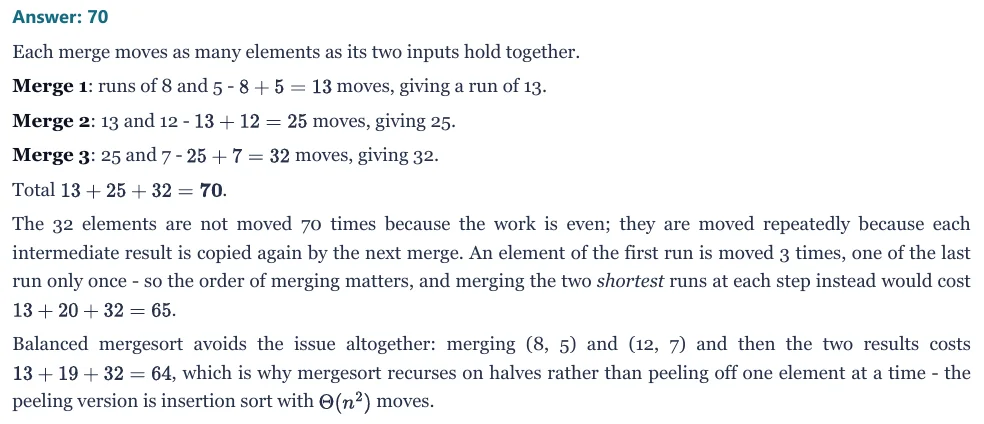 Answer: 70
Each merge moves as many elements as its two inputs hold together.
Merge 1: runs of 8 and 5 - 8 + 5 = 13 moves, giving a run of 13.
Merge 2: 13 and 12 - 13 + 12 = 25 moves, giving 25.
Merge 3: 25 and 7 - 25 + 7 = 32 moves, giving 32.
Total 13 + 25 + 32 = 70.
The 32 elements are not moved 70 times because the work is even; they are moved repeatedly because each
intermediate result is copied again by the next merge. An element of the first run is moved 3 times, one of the last
run only once - so the order of merging matters, and merging the two shortest runs at each step instead would cost
13 + 20 + 32 = 65.
Balanced mergesort avoids the issue altogether: merging (8, 5) and (12, 7) and then the two results costs
13 + 19 + 32 = 64, which is why mergesort recurses on halves rather than peeling off one element at a time - the
peeling version is insertion sort with Θ(n²) moves.